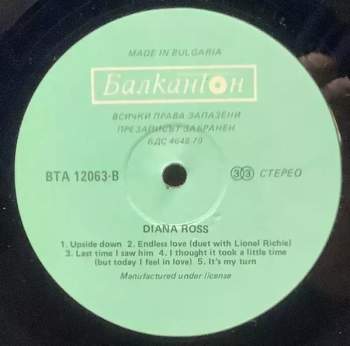 MADE IN BULGARIA
Балкантон
ВСИЧКИ ПРАВА ЗАПАЗЕНИ
ПРЕЗАПИСЪТ ЗАБРАНЕН
БДС 4648-79
ВТА 12063-В
33 СТЕРЕО
DIANA ROSS
1. Upside down 2. Endless love (duet with Lionel Richie)
3. Last time I saw him 4. I thought it took a little time
(but today I feel in love) 5. It's my turn
Manufactured under license